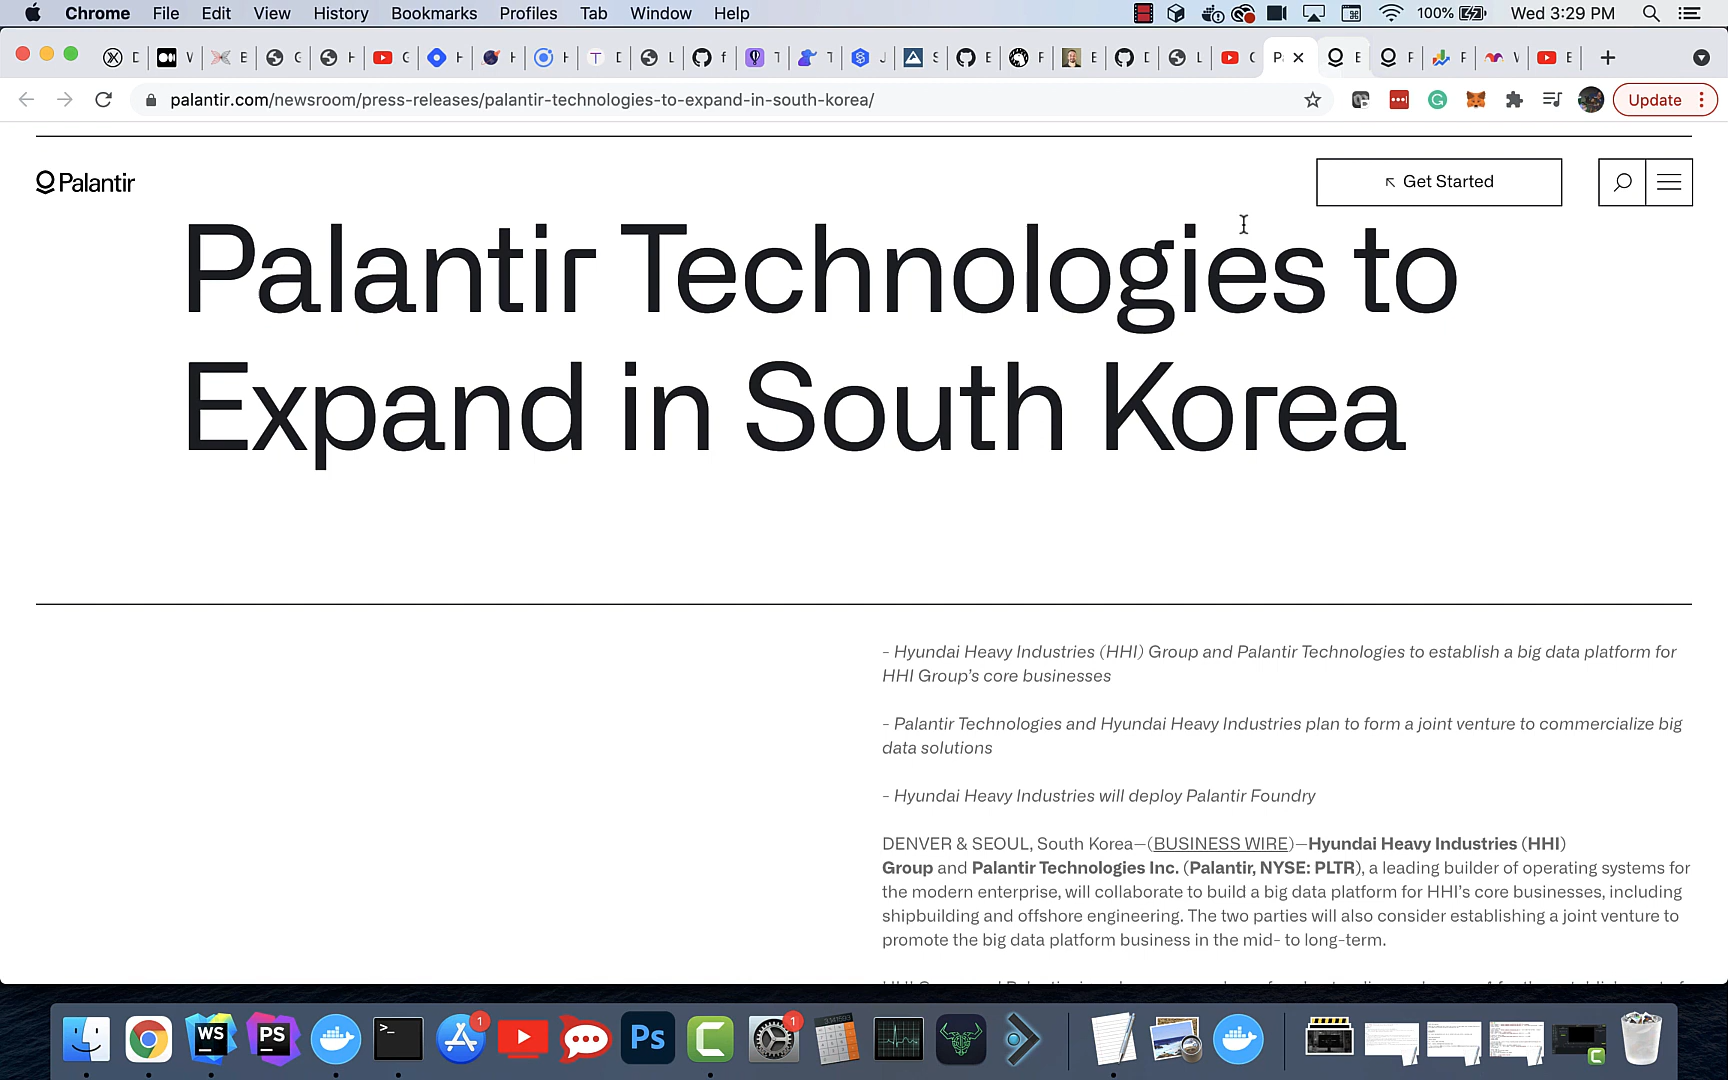 Chrome File Edit View History Bookmarks Profiles Tab Window Help 100% Wed 3:29 PM
palantir.com/newsroom/press-releases/palantir-technologies-to-expand-in-south-korea/ Update
Palantir
Get Started
Palantir Technologies to
Expand in South Korea
- Hyundai Heavy Industries (HHI) Group and Palantir Technologies to establish a big data platform for
HHI Group's core businesses
- Palantir Technologies and Hyundai Heavy Industries plan to form a joint venture to commercialize big
data solutions
- Hyundai Heavy Industries will deploy Palantir Foundry
DENVER & SEOUL, South Korea—(BUSINESS WIRE)—Hyundai Heavy Industries (HHI)
Group and Palantir Technologies Inc. (Palantir, NYSE: PLTR), a leading builder of operating systems for
the modern enterprise, will collaborate to build a big data platform for HHI's core businesses, including
shipbuilding and offshore engineering. The two parties will also consider establishing a joint venture to
promote the big data platform business in the mid- to long-term.
WS PS 1 Ps C 1